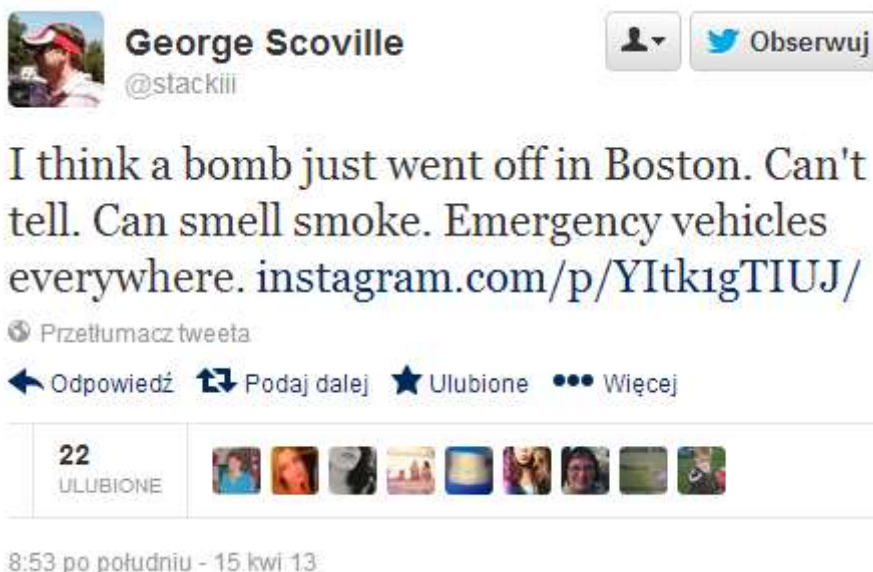 George Scoville
Obserwuj
@stackiii
I think a bomb just went off in Boston. Can't
tell. Can smell smoke. Emergency vehicles
everywhere. instagram.com/p/YItk1gTIUJ/
Przetłumacz tweeta
Odpowiedź Podaj dalej Ulubione ••• Więcej
22
ULUBIONE
8:53 po południu - 15 kwi 13